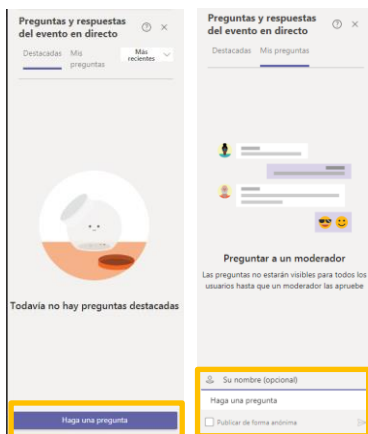 Preguntas y respuestas
del evento en directo
Destacadas
Mis
preguntas
Más
recientes
Todavía no hay preguntas destacadas
Haga una pregunta
Preguntas y respuestas
del evento en directo
Destacadas
Mis preguntas
Preguntar a un moderador
Las preguntas no estarán visibles para todos los
usuarios hasta que un moderador las apruebe
Su nombre (opcional)
Haga una pregunta
Publicar de forma anónima